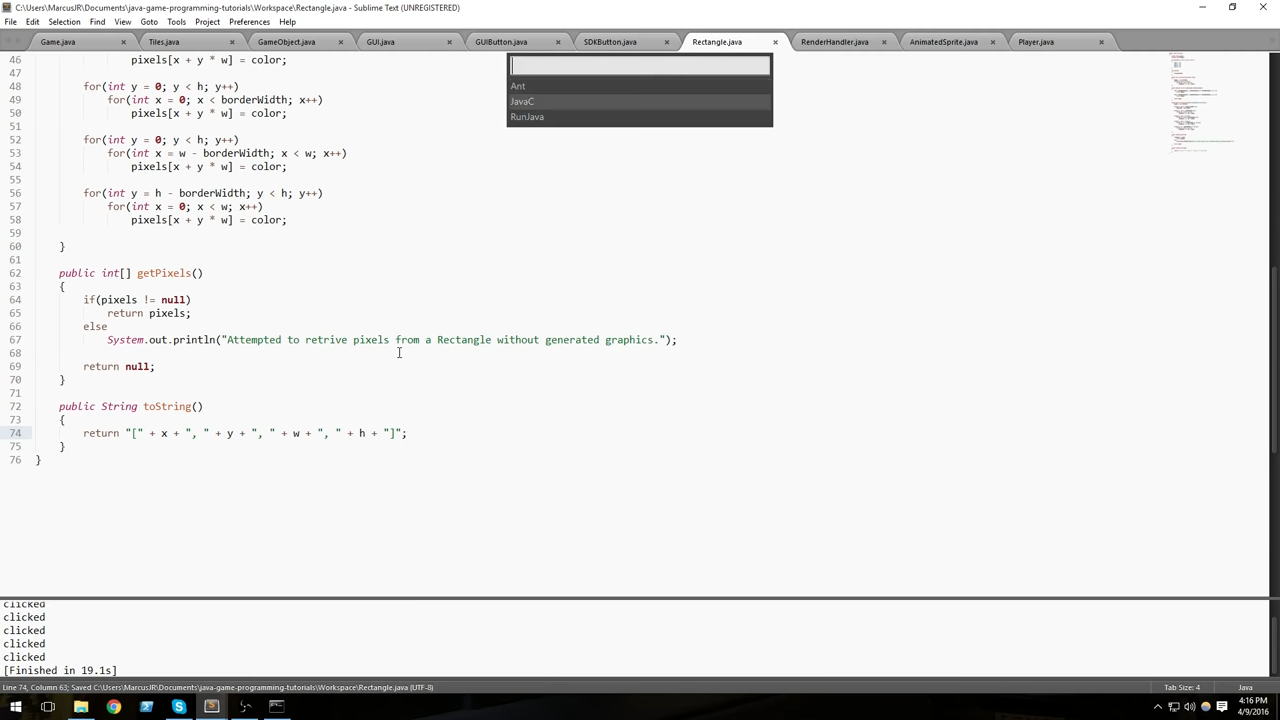 C:\Users\MarcusJR\Documents\java-game-programming-tutorials\Workspace\Rectangle.java - Sublime Text (UNREGISTERED)
File Edit Selection Find View Goto Tools Project Preferences Help
Game.java Tiles.java GameObject.java GUI.java GUIButton.java SDKButton.java Rectangle.java RenderHandler.java AnimatedSprite.java Player.java
Ant
JavaC
RunJava
46 pixels[x + y * w] = color;
47
48 for(int y = 0; y < h; y++)
49 for(int x = 0; x < borderWidth; x++)
50 pixels[x + y * w] = color;
51
52 for(int y = 0; y < h; y++)
53 for(int x = w - borderWidth; x < w; x++)
54 pixels[x + y * w] = color;
55
56 for(int y = h - borderWidth; y < h; y++)
57 for(int x = 0; x < w; x++)
58 pixels[x + y * w] = color;
59
60 }
61
62 public int[] getPixels()
63 {
64 if(pixels != null)
65 return pixels;
66 else
67 System.out.println("Attempted to retrive pixels from a Rectangle without generated graphics.");
68
69 return null;
70 }
71
72 public String toString()
73 {
74 return "[" + x + ", " + y + ", " + w + ", " + h + "]";
75 }
76 }
clicked
clicked
clicked
clicked
clicked
[Finished in 19.1s]
Line 74, Column 63; Saved C:\Users\MarcusJR\Documents\java-game-programming-tutorials\Workspace\Rectangle.java (UTF-8) Tab Size: 4 Java
4:16 PM
4/9/2016